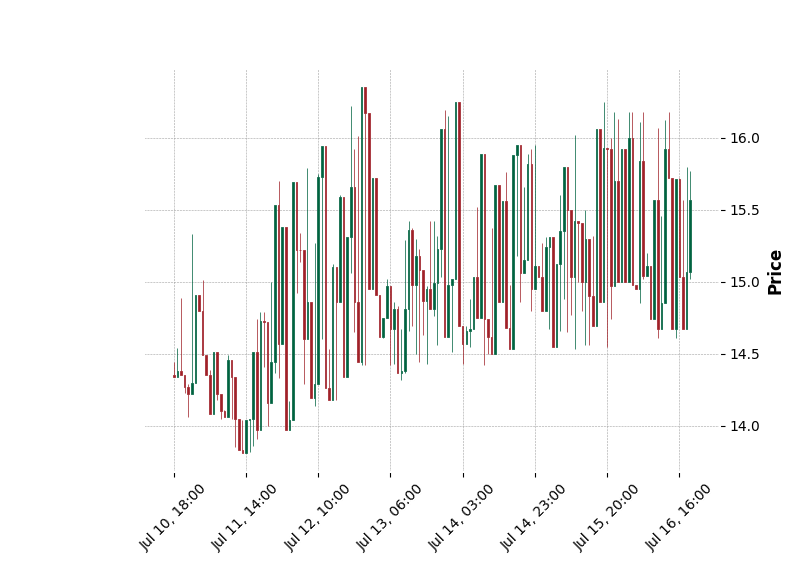 16.0
15.5
15.0
14.5
14.0
Price
Jul 10, 18:00
Jul 11, 14:00
Jul 12, 10:00
Jul 13, 06:00
Jul 14, 03:00
Jul 14, 23:00
Jul 15, 20:00
Jul 16, 16:00